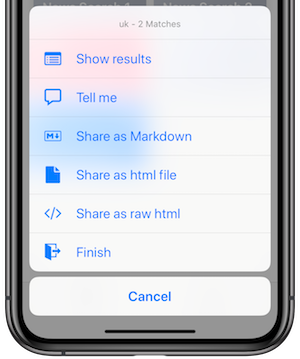 uk - 2 Matches
Show results
Tell me
M↓
Share as Markdown
Share as html file
</>
Share as raw html
Finish
Cancel